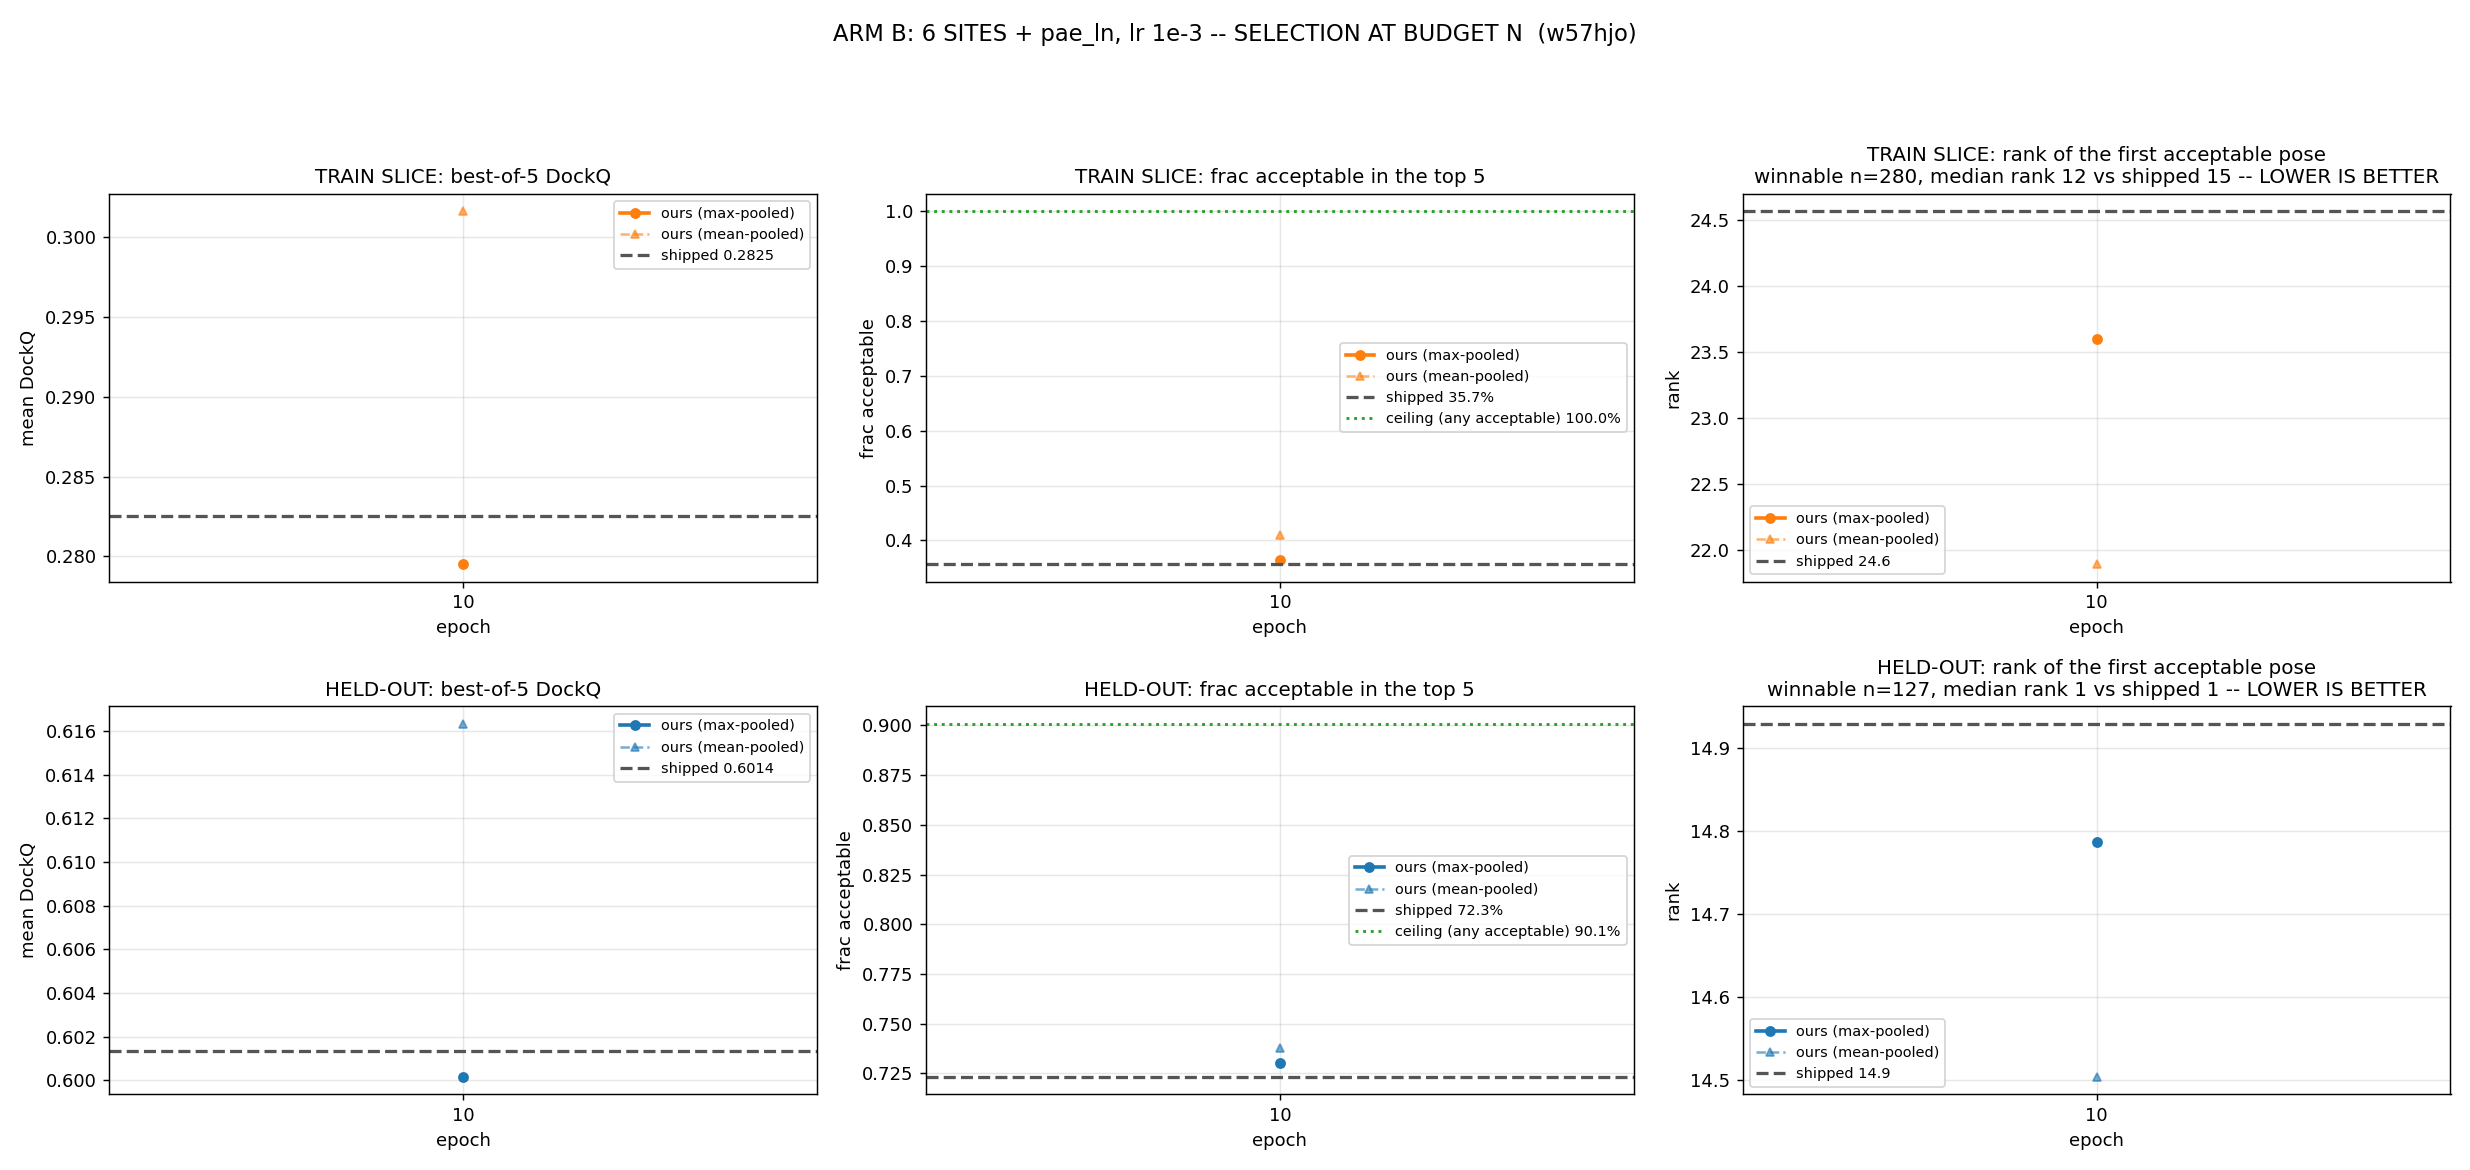 ARM B: 6 SITES + pae_ln, lr 1e-3 -- SELECTION AT BUDGET N  (w57hjo)
TRAIN SLICE: best-of-5 DockQ
mean DockQ
0.300
0.295
0.290
0.285
0.280
ours (max-pooled)
ours (mean-pooled)
shipped 0.2825
10
epoch
TRAIN SLICE: frac acceptable in the top 5
frac acceptable
1.0
0.9
0.8
0.7
0.6
0.5
0.4
ours (max-pooled)
ours (mean-pooled)
shipped 35.7%
ceiling (any acceptable) 100.0%
10
epoch
TRAIN SLICE: rank of the first acceptable pose
winnable n=280, median rank 12 vs shipped 15 -- LOWER IS BETTER
rank
24.5
24.0
23.5
23.0
22.5
22.0
ours (max-pooled)
ours (mean-pooled)
shipped 24.6
10
epoch
HELD-OUT: best-of-5 DockQ
mean DockQ
0.616
0.614
0.612
0.610
0.608
0.606
0.604
0.602
0.600
ours (max-pooled)
ours (mean-pooled)
shipped 0.6014
10
epoch
HELD-OUT: frac acceptable in the top 5
frac acceptable
0.900
0.875
0.850
0.825
0.800
0.775
0.750
0.725
ours (max-pooled)
ours (mean-pooled)
shipped 72.3%
ceiling (any acceptable) 90.1%
10
epoch
HELD-OUT: rank of the first acceptable pose
winnable n=127, median rank 1 vs shipped 1 -- LOWER IS BETTER
rank
14.9
14.8
14.7
14.6
14.5
ours (max-pooled)
ours (mean-pooled)
shipped 14.9
10
epoch